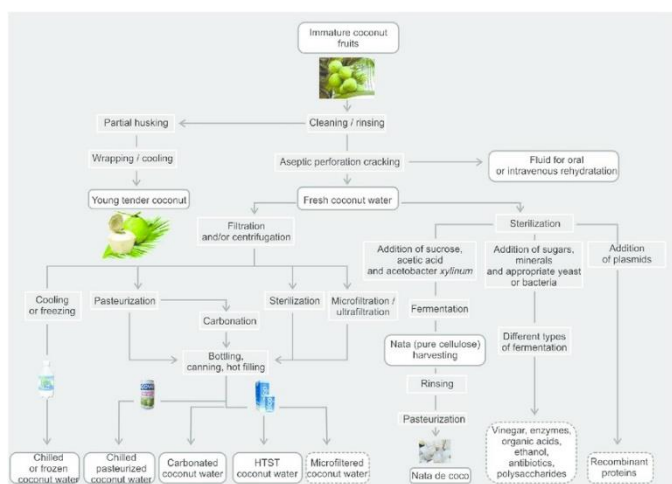 Immature coconut
fruits
Partial husking
Cleaning / rinsing
Wrapping / cooling
Aseptic perforation cracking
Fluid for oral
or intravenous rehydratation
Young tender coconut
Fresh coconut water
Filtration
and/or centrifugation
Sterilization
Addition of sucrose,
acetic acid
and acetobacter xylinum
Addition of sugars,
minerals
and appropriate yeast
or bacteria
Addition
of plasmids
Cooling
or freezing
Pasteurization
Sterilization
Microfiltration /
ultrafiltration
Carbonation
Fermentation
Different types
of fermentation
Bottling,
canning, hot filling
Nata (pure cellulose)
harvesting
Rinsing
Pasteurization
Chilled
or frozen
coconut water
Chilled
pasteurized
coconut water
Carbonated
coconut water
HTST
coconut water
Microfiltered
coconut water
Nata de coco
Vinegar, enzymes,
organic acids,
ethanol,
antibiotics,
polysaccharides
Recombinant
proteins